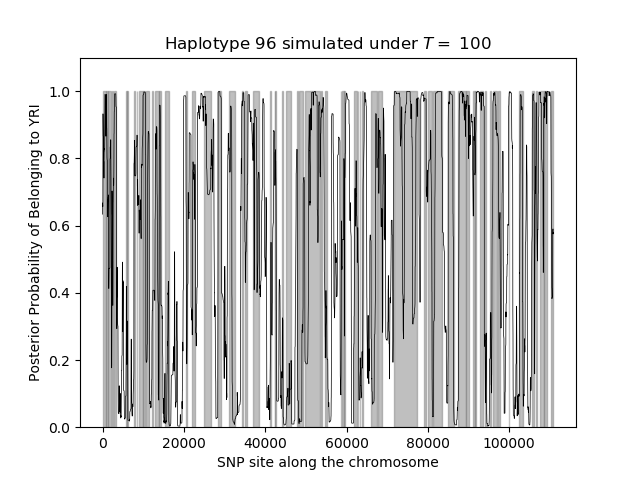 Haplotype 96 simulated under T = 100
Posterior Probability of Belonging to YRI
1.0
0.8
0.6
0.4
0.2
0.0
0 20000 40000 60000 80000 100000
SNP site along the chromosome